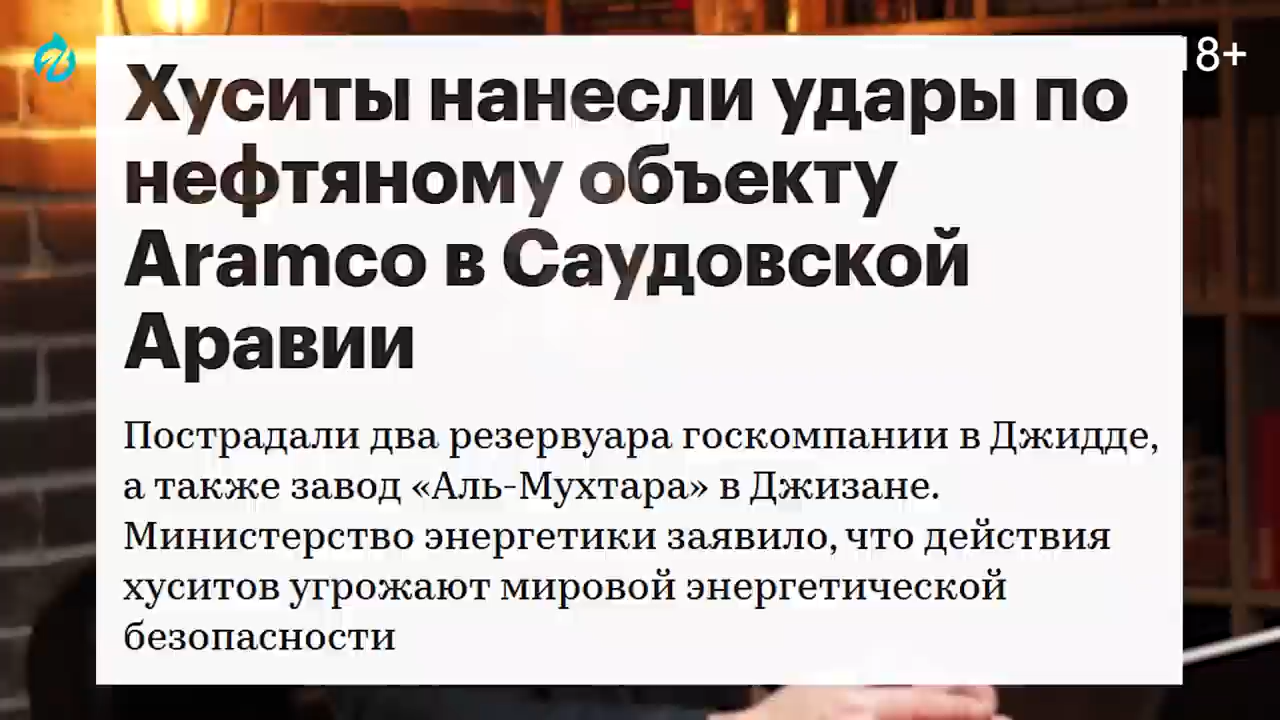 18+
Хуситы нанесли удары по
нефтяному объекту
Aramco в Саудовской
Аравии
Пострадали два резервуара госкомпании в Джидде,
а также завод «Аль-Мухтара» в Джизане.
Министерство энергетики заявило, что действия
хуситов угрожают мировой энергетической
безопасности